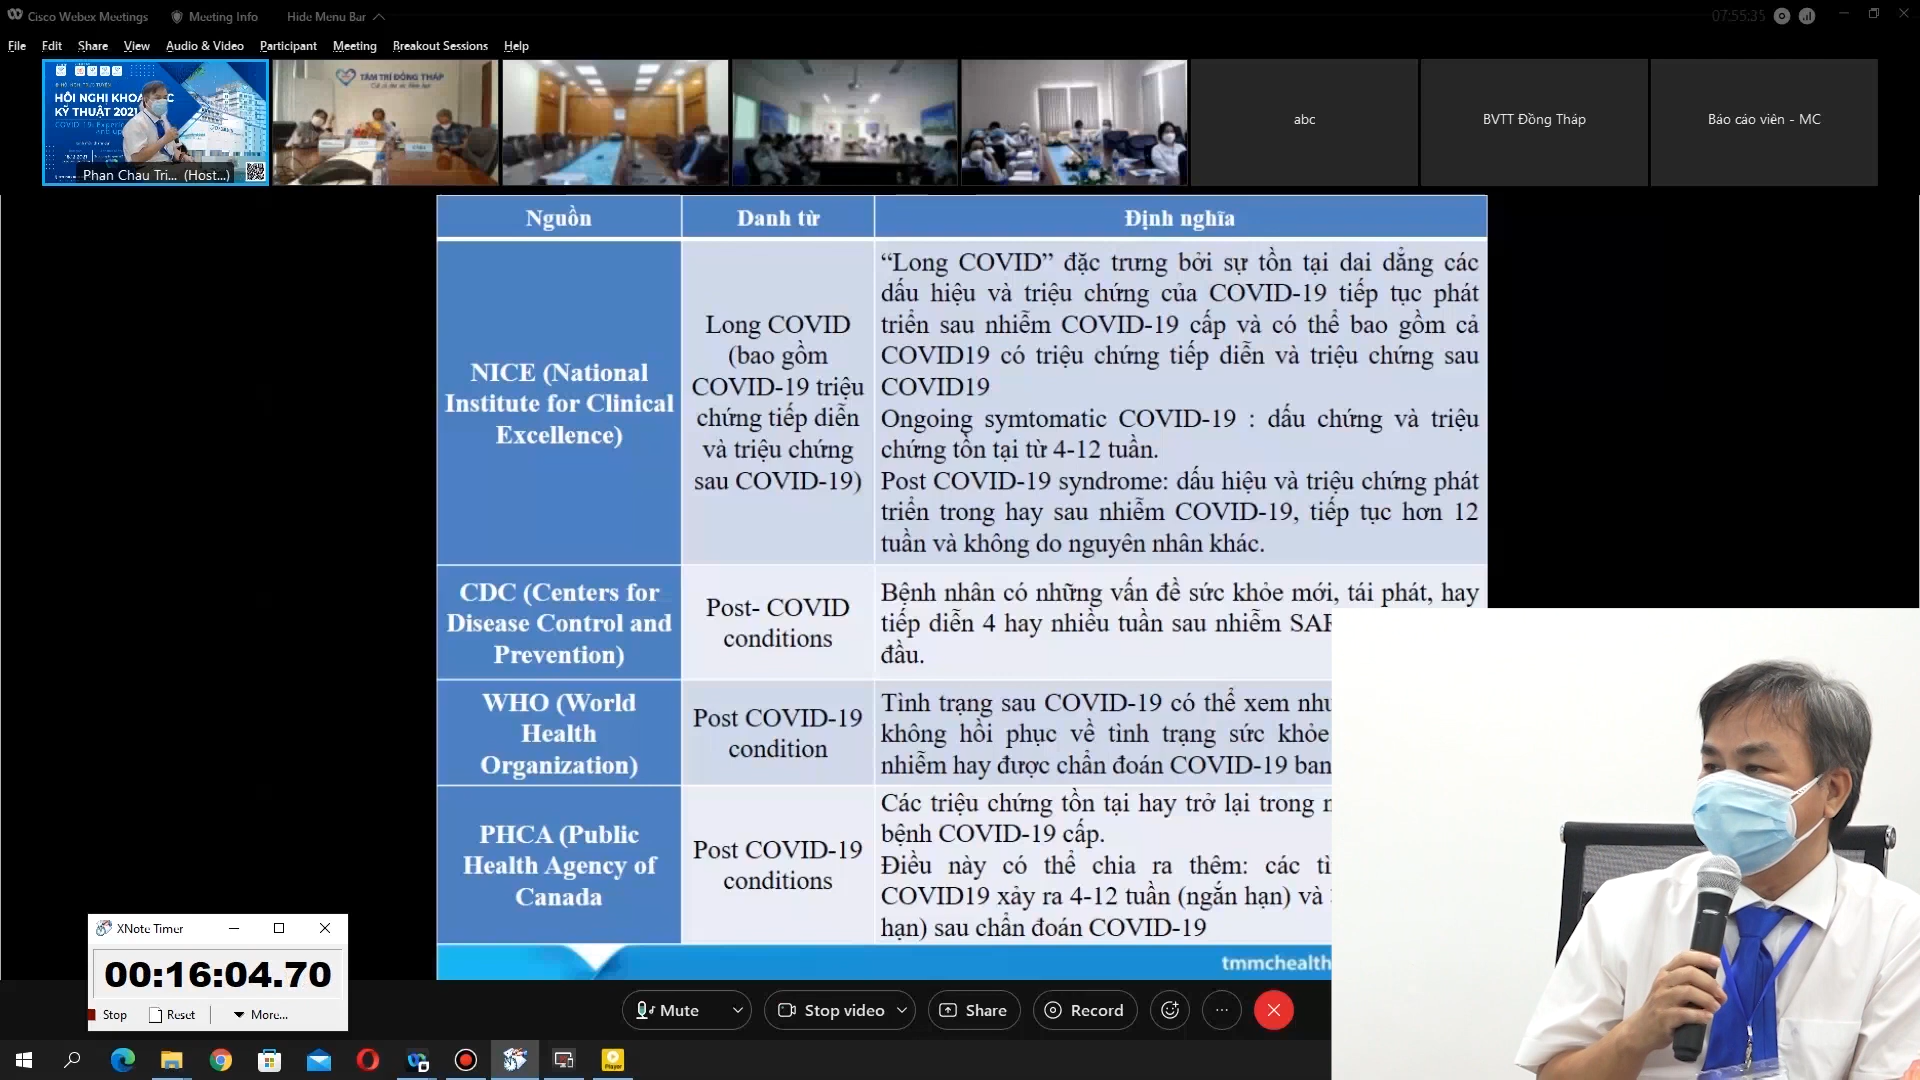 Cisco Webex Meetings
Meeting Info
Hide Menu Bar
07:55:35
File Edit Share View Audio & Video Participant Meeting Breakout Sessions Help
HỘI NGHỊ KHOA
KỸ THUẬT 2021
Phan Chau Tri... (Host...)
TÂM TRÍ ĐỒNG THÁP
abc
BVTT Đồng Tháp
Báo cáo viên - MC
Nguồn
Danh từ
Định nghĩa
NICE (National
Institute for Clinical
Excellence)
Long COVID
(bao gồm
COVID-19 triệu
chứng tiếp diễn
và triệu chứng
sau COVID-19)
“Long COVID” đặc trưng bởi sự tồn tại dai dẳng các
dấu hiệu và triệu chứng của COVID-19 tiếp tục phát
triển sau nhiễm COVID-19 cấp và có thể bao gồm cả
COVID19 có triệu chứng tiếp diễn và triệu chứng sau
COVID19
Ongoing symtomatic COVID-19 : dấu chứng và triệu
chứng tồn tại từ 4-12 tuần.
Post COVID-19 syndrome: dấu hiệu và triệu chứng phát
triển trong hay sau nhiễm COVID-19, tiếp tục hơn 12
tuần và không do nguyên nhân khác.
CDC (Centers for
Disease Control and
Prevention)
Post- COVID
conditions
Bệnh nhân có những vấn đề sức khỏe mới, tái phát, hay
tiếp diễn 4 hay nhiều tuần sau nhiễm SAR
đầu.
WHO (World
Health
Organization)
Post COVID-19
condition
Tình trạng sau COVID-19 có thể xem như
không hồi phục về tình trạng sức khỏe
nhiễm hay được chẩn đoán COVID-19 ban
PHCA (Public
Health Agency of
Canada
Post COVID-19
conditions
Các triệu chứng tồn tại hay trở lại trong
bệnh COVID-19 cấp.
Điều này có thể chia ra thêm: các
COVID19 xảy ra 4-12 tuần (ngắn hạn) và
hạn) sau chẩn đoán COVID-19
tmmchealth
XNote Timer
00:16:04.70
Stop Reset More...
Mute
Stop video
Share
Record